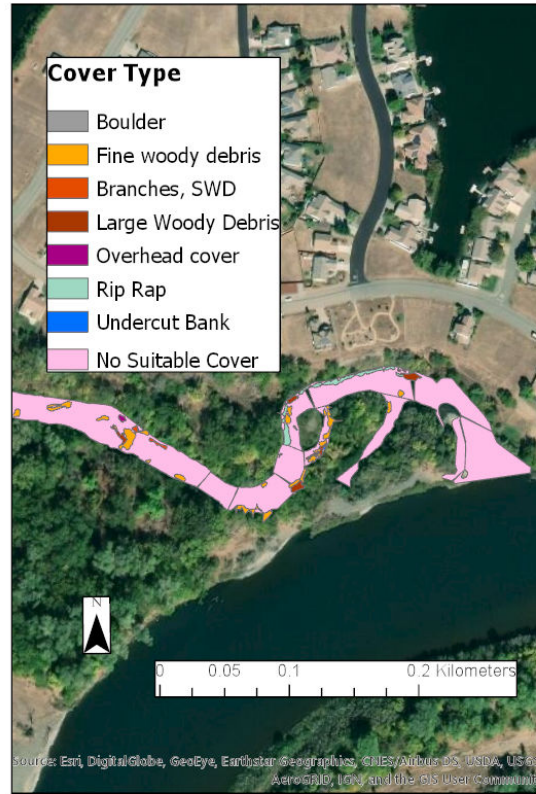 Cover Type
Boulder
Fine woody debris
Branches, SWD
Large Woody Debris
Overhead cover
Rip Rap
Undercut Bank
No Suitable Cover
N
0 0.05 0.1 0.2 Kilometers
Source: Esri, DigitalGlobe, GeoEye, Earthstar Geographics, CNES/Airbus DS, USDA, USGS
AeroGRID, IGN, and the GIS User Communit